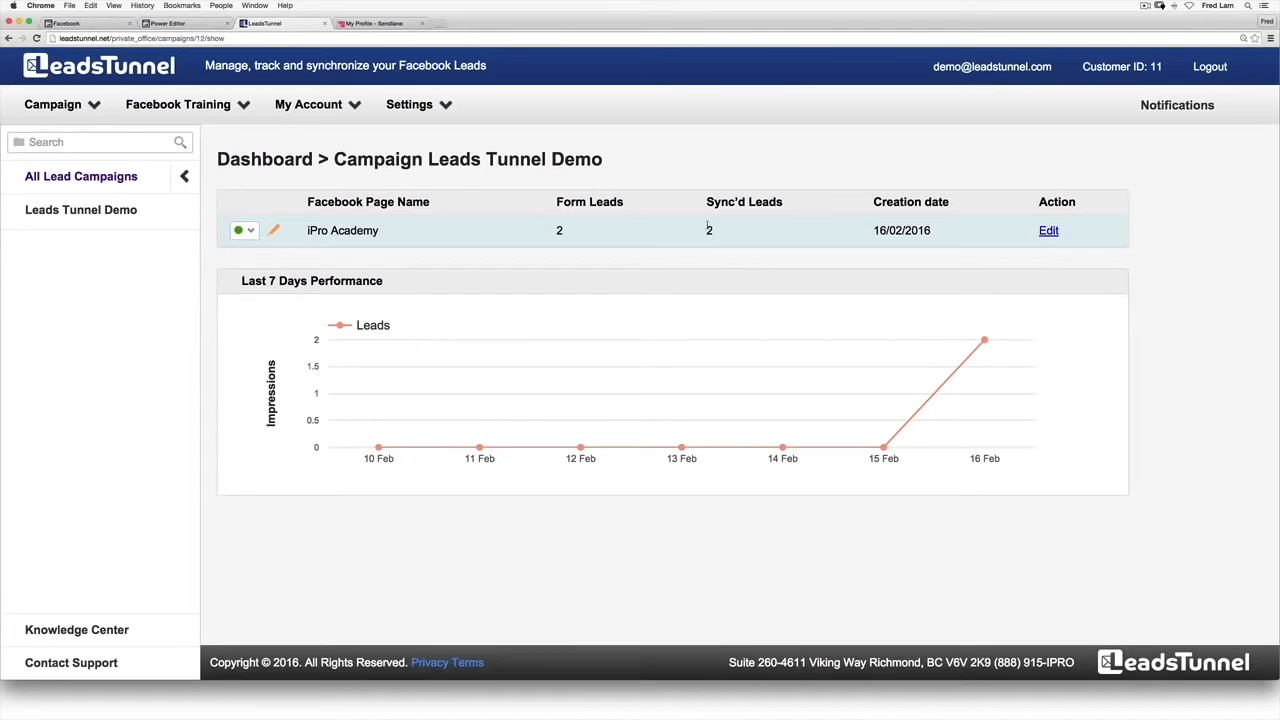 Chrome File Edit View History Bookmarks People Window Help Fred Lam
Facebook Power Editor LeadsTunnel My Profile - Sendlane Fred
leadstunnel.net/private_office/campaigns/12/show
LeadsTunnel Manage, track and synchronize your Facebook Leads demo@leadstunnel.com Customer ID: 11 Logout
Campaign Facebook Training My Account Settings Notifications
Search
All Lead Campaigns
Leads Tunnel Demo
Dashboard > Campaign Leads Tunnel Demo
Facebook Page Name Form Leads Sync'd Leads Creation date Action
iPro Academy 2 2 16/02/2016 Edit
Last 7 Days Performance
Leads
Impressions
2
1.5
1
0.5
0
10 Feb 11 Feb 12 Feb 13 Feb 14 Feb 15 Feb 16 Feb
Knowledge Center
Contact Support
Copyright © 2016. All Rights Reserved. Privacy Terms Suite 260-4611 Viking Way Richmond, BC V6V 2K9 (888) 915-IPRO LeadsTunnel